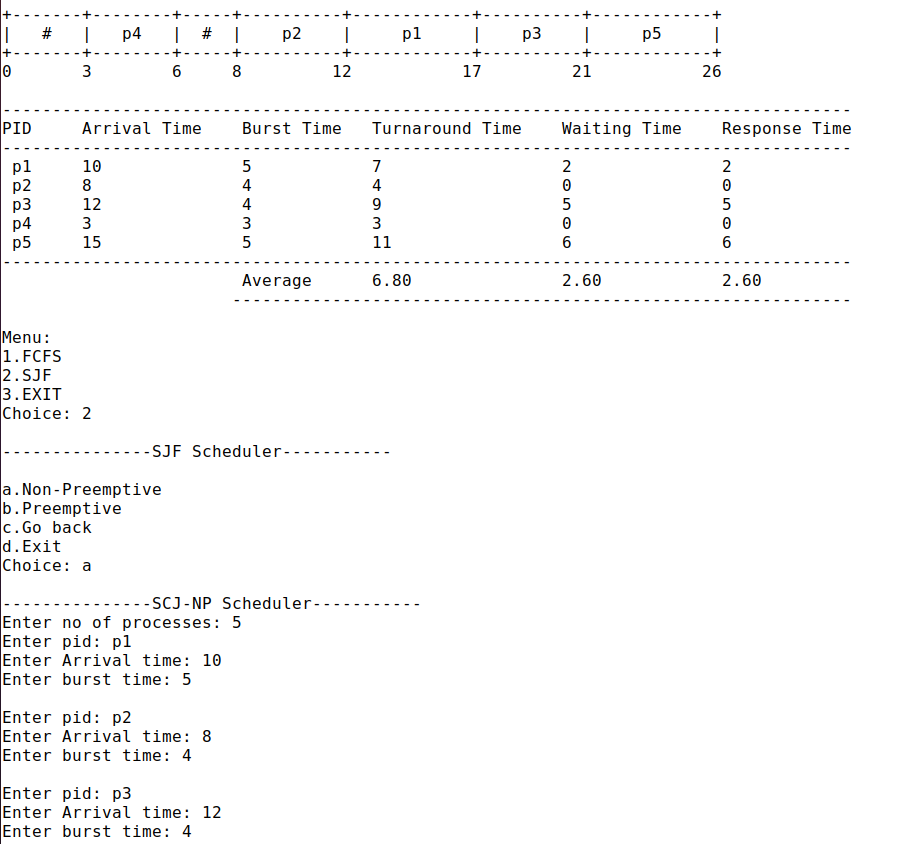 +-------+--------+-----+----------+------------+----------+------------+
|   #   |   p4   |  #  |    p2    |     p1     |    p3    |     p5     |
+-------+--------+-----+----------+------------+----------+------------+
0       3        6     8         12           17         21           26
-------------------------------------------------------------------------------------
PID     Arrival Time    Burst Time   Turnaround Time    Waiting Time    Response Time
-------------------------------------------------------------------------------------
 p1     10              5            7                  2               2
 p2     8               4            4                  0               0
 p3     12              4            9                  5               5
 p4     3               3            3                  0               0
 p5     15              5            11                 6               6
-------------------------------------------------------------------------------------
                        Average      6.80               2.60            2.60
                       --------------------------------------------------------------
Menu:
1.FCFS
2.SJF
3.EXIT
Choice: 2
---------------SJF Scheduler-----------
a.Non-Preemptive
b.Preemptive
c.Go back
d.Exit
Choice: a
---------------SCJ-NP Scheduler-----------
Enter no of processes: 5
Enter pid: p1
Enter Arrival time: 10
Enter burst time: 5
Enter pid: p2
Enter Arrival time: 8
Enter burst time: 4
Enter pid: p3
Enter Arrival time: 12
Enter burst time: 4